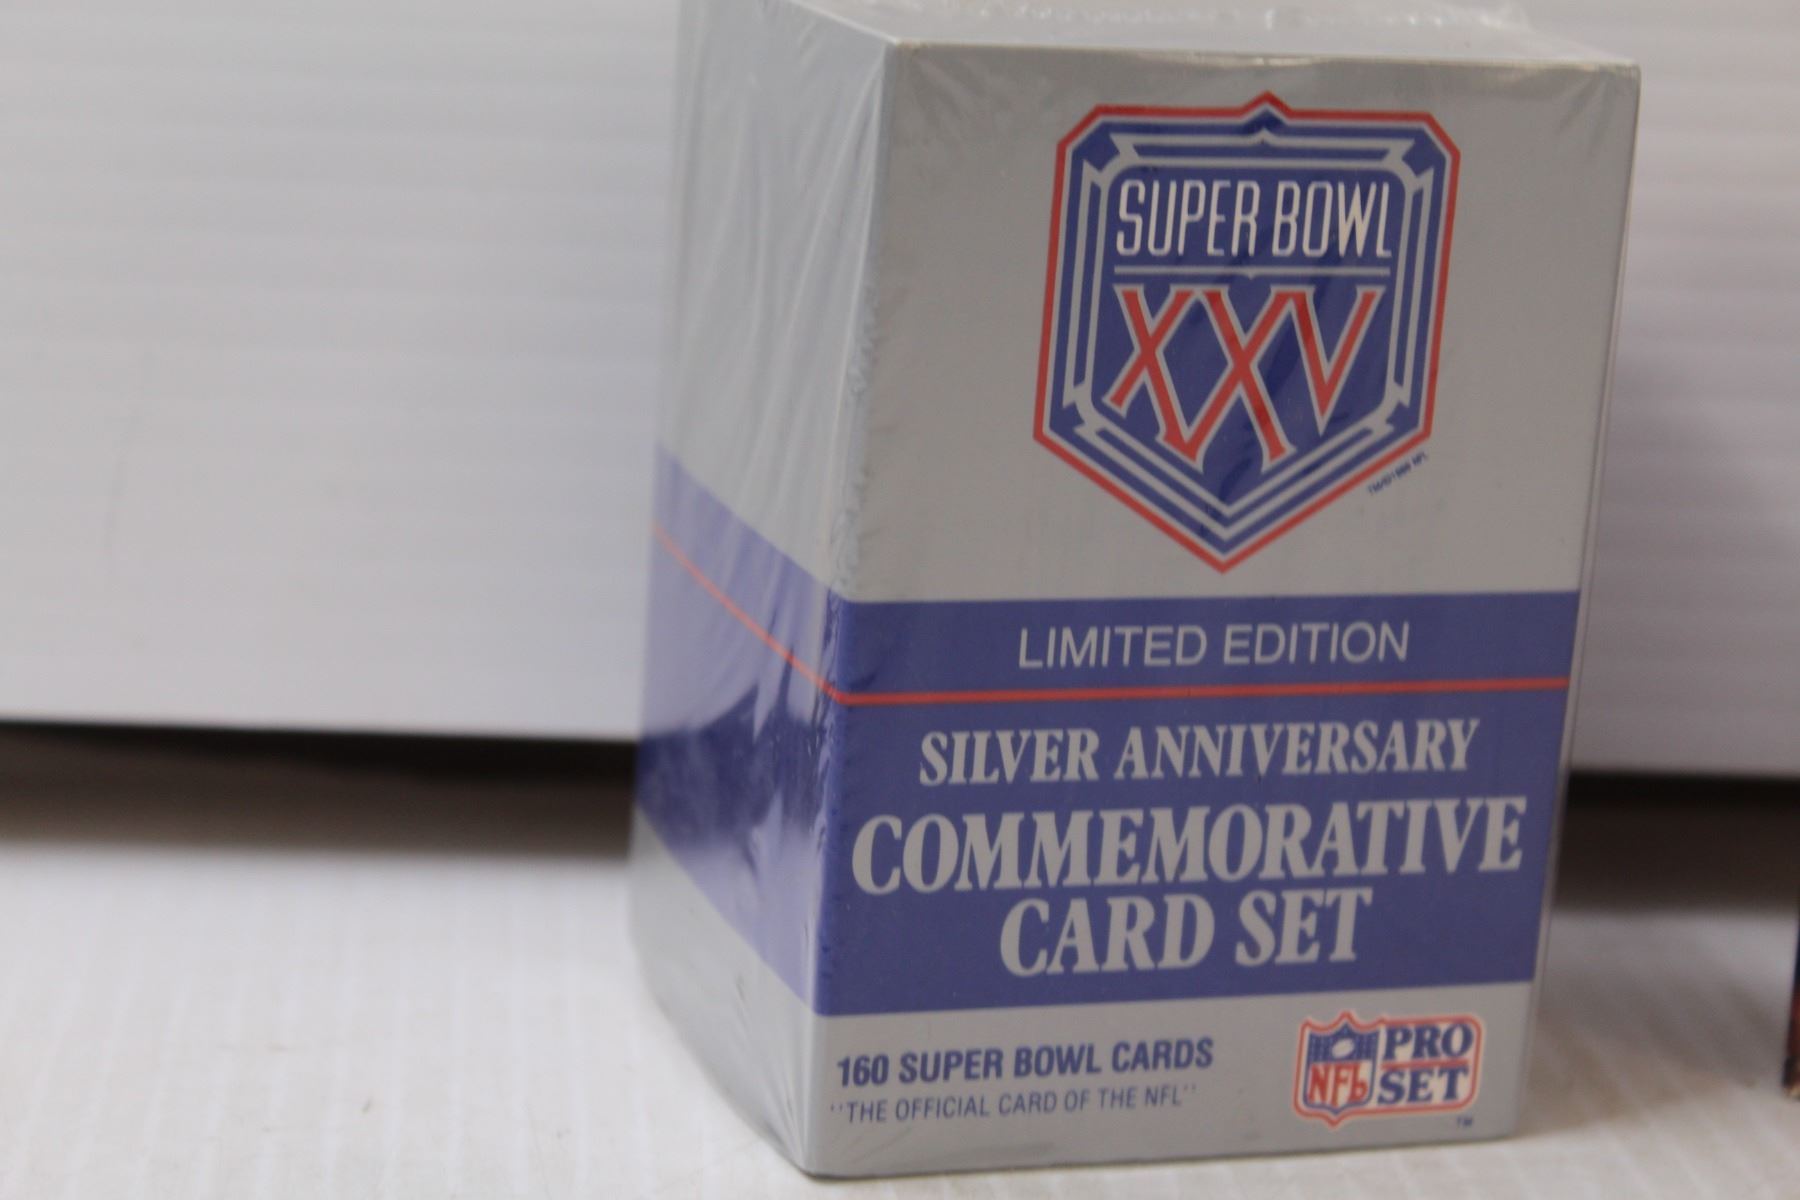 SUPER BOWL
XXV
LIMITED EDITION
SILVER ANNIVERSARY
COMMEMORATIVE
CARD SET
160 SUPER BOWL CARDS
"THE OFFICIAL CARD OF THE NFL"
NFL PRO
SET
TM